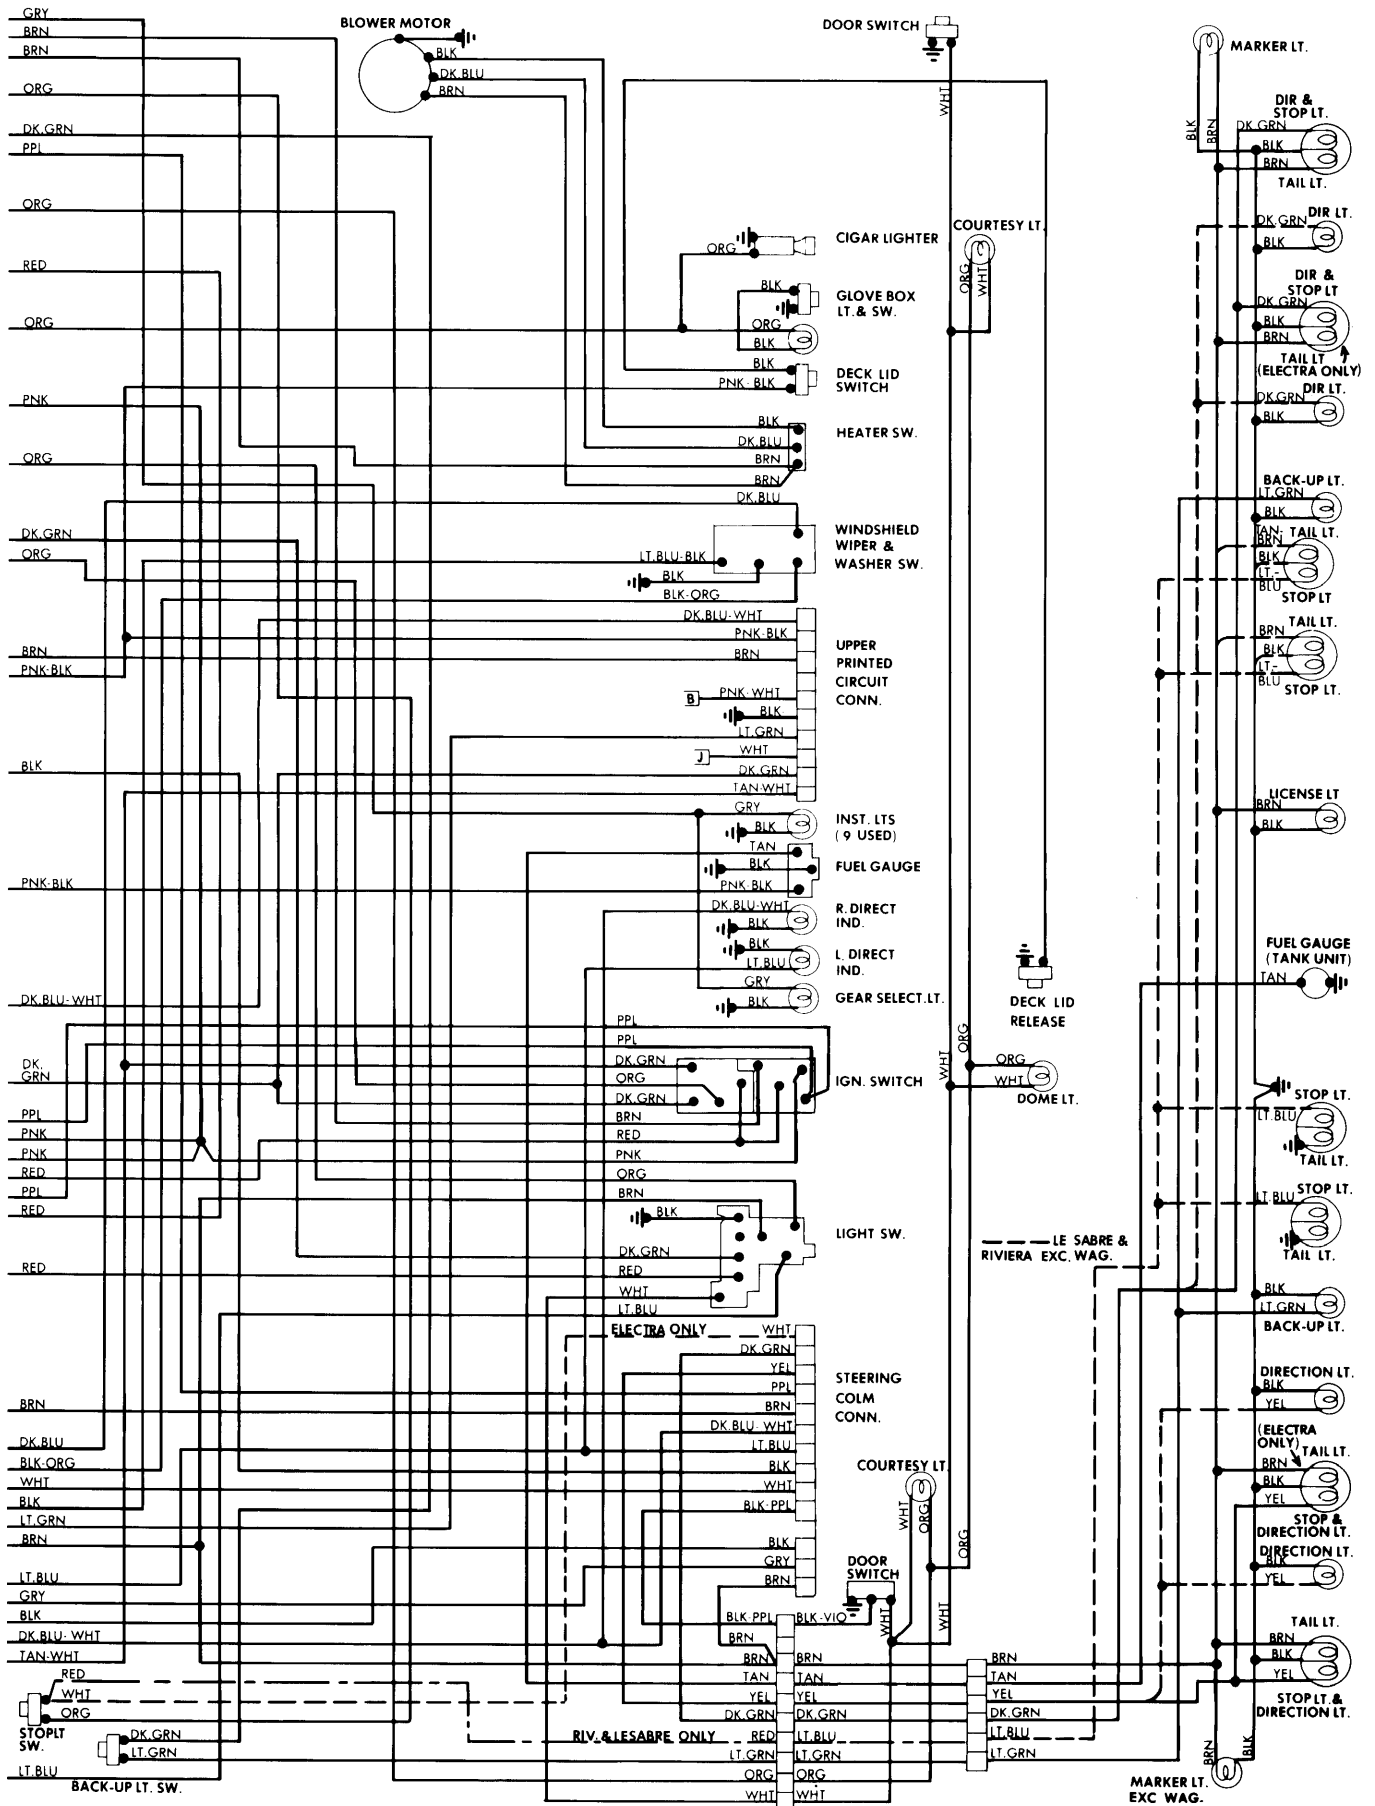 GRY
BRN
BRN
ORG
DK.GRN
PPL
ORG
RED
ORG
PNK
ORG
DK.GRN
ORG
BRN
PNK-BLK
BLK
PNK-BLK
DK.BLU-WHT
DK.
GRN
PPL
PNK
PNK
RED
PPL
RED
RED
BRN
DK.BLU
BLK-ORG
WHT
BLK
LT.GRN
BRN
LT.BLU
GRY
BLK
DK.BLU-WHT
TAN-WHT
RED
WHT
ORG
STOPLT
SW.
DK.GRN
LT.GRN
LT.BLU
BACK-UP LT. SW.
BLOWER MOTOR
BLK
DK.BLU
BRN
DOOR SWITCH
WHT
ORG
CIGAR LIGHTER
BLK
GLOVE BOX
LT.& SW.
ORG
BLK
BLK
PNK-BLK
DECK LID
SWITCH
BLK
DK.BLU
BRN
BRN
HEATER SW.
DK.BLU
WINDSHIELD
WIPER &
WASHER SW.
LT.BLU-BLK
BLK
BLK-ORG
DK.BLU-WHT
PNK-BLK
BRN
UPPER
PRINTED
CIRCUIT
CONN.
B
PNK-WHT
BLK
LT.GRN
J
WHT
DK.GRN
TAN-WHT
GRY
BLK
INST. LTS
(9 USED)
TAN
BLK
PNK-BLK
FUEL GAUGE
DK.BLU-WHT
BLK
R.DIRECT
IND.
BLK
LT.BLU
L. DIRECT
IND.
GRY
BLK
GEAR SELECT.LT.
PPL
PPL
DK.GRN
ORG
DK.GRN
BRN
RED
PNK
IGN. SWITCH
ORG
BRN
BLK
DK.GRN
RED
WHT
LT.BLU
LIGHT SW.
ELECTRA ONLY
WHT
DK.GRN
YEL
PPL
BRN
DK.BLU-WHT
LT.BLU
BLK
WHT
BLK-PPL
BLK
GRY
BRN
STEERING
COLM
CONN.
COURTESY LT.
ORG
WHT
DECK LID
RELEASE
ORG
WHT
ORG
WHT
DOME LT.
LE SABRE &
RIVIERA EXC. WAG.
COURTESY LT.
WHT
ORG
ORG
DOOR
SWITCH
WHT
WHT
BLK-PPL
BLK-VIO
BRN
BRN
BRN
BRN
TAN
TAN
TAN
YEL
YEL
YEL
DK.GRN
DK.GRN
DK.GRN
RIV.& LESABRE ONLY
RED
LT.BLU
LT.BLU
LT.GRN
LT.GRN
LT.GRN
ORG
ORG
WHT
WHT
MARKER LT.
BLK
BRN
DIR &
STOP LT.
DK.GRN
BLK
BRN
TAIL LT.
DIR LT.
DK.GRN
BLK
DIR &
STOP LT
DK.GRN
BLK
BRN
TAIL LT
(ELECTRA ONLY)
DIR LT.
DK.GRN
BLK
BACK-UP LT.
LT.GRN
BLK
TAN-
BRN
TAIL LT.
BLK
LT.-
BLU
STOP LT
TAIL LT.
BRN
BLK
LT.-
BLU
STOP LT.
LICENSE LT
BRN
BLK
FUEL GAUGE
(TANK UNIT)
TAN
STOP LT.
LT.BLU
TAIL LT.
LT.BLU
STOP LT.
TAIL LT.
BLK
LT.GRN
BACK-UP LT.
DIRECTION LT.
BLK
YEL
(ELECTRA
ONLY)
TAIL LT.
BRN
BLK
YEL
STOP &
DIRECTION LT.
DIRECTION LT.
BLK
YEL
TAIL LT.
BRN
BLK
YEL
STOP LT.&
DIRECTION LT.
BRN
BLK
MARKER LT.
EXC WAG.